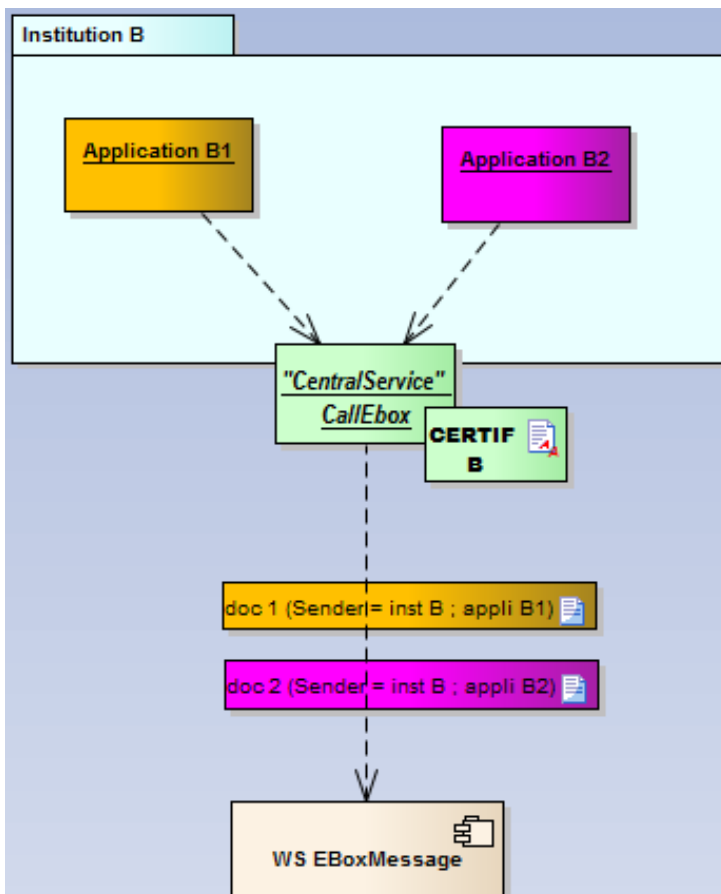 Institution B
Application B1
Application B2
"CentralService"
CallEbox
CERTIF
B
doc 1 (Sender = inst B ; appli B1)
doc 2 (Sender = inst B ; appli B2)
WS EBoxMessage